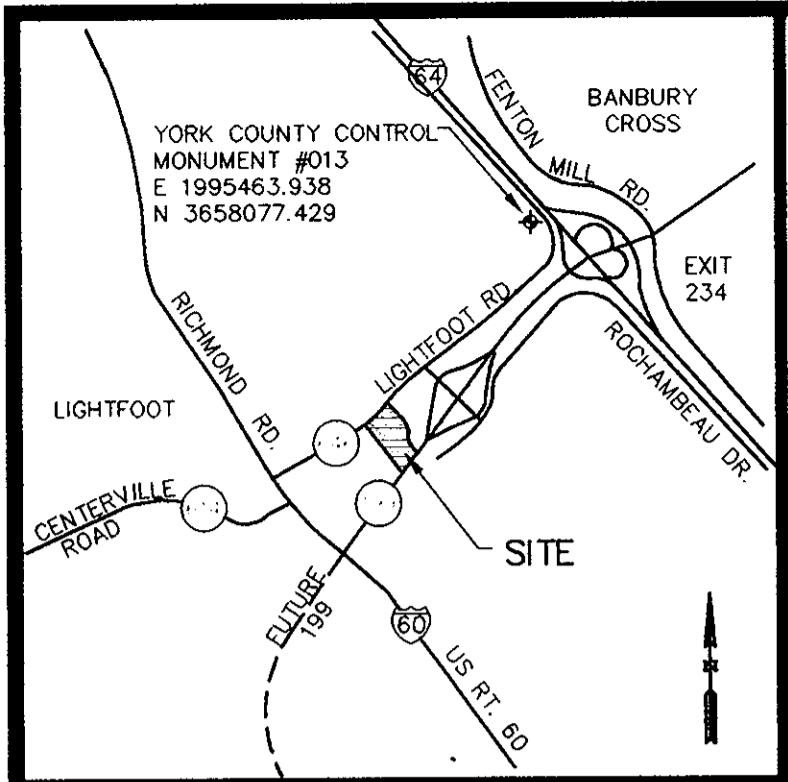 64
FENTON
MILL RD.
BANBURY
CROSS
YORK COUNTY CONTROL
MONUMENT #013
E 1995463.938
N 3658077.429
EXIT
234
RICHMOND RD.
LIGHTFOOT RD.
ROCHAMBEAU DR.
LIGHTFOOT
CENTERVILLE
ROAD
SITE
FUTURE
199
60
US RT. 60